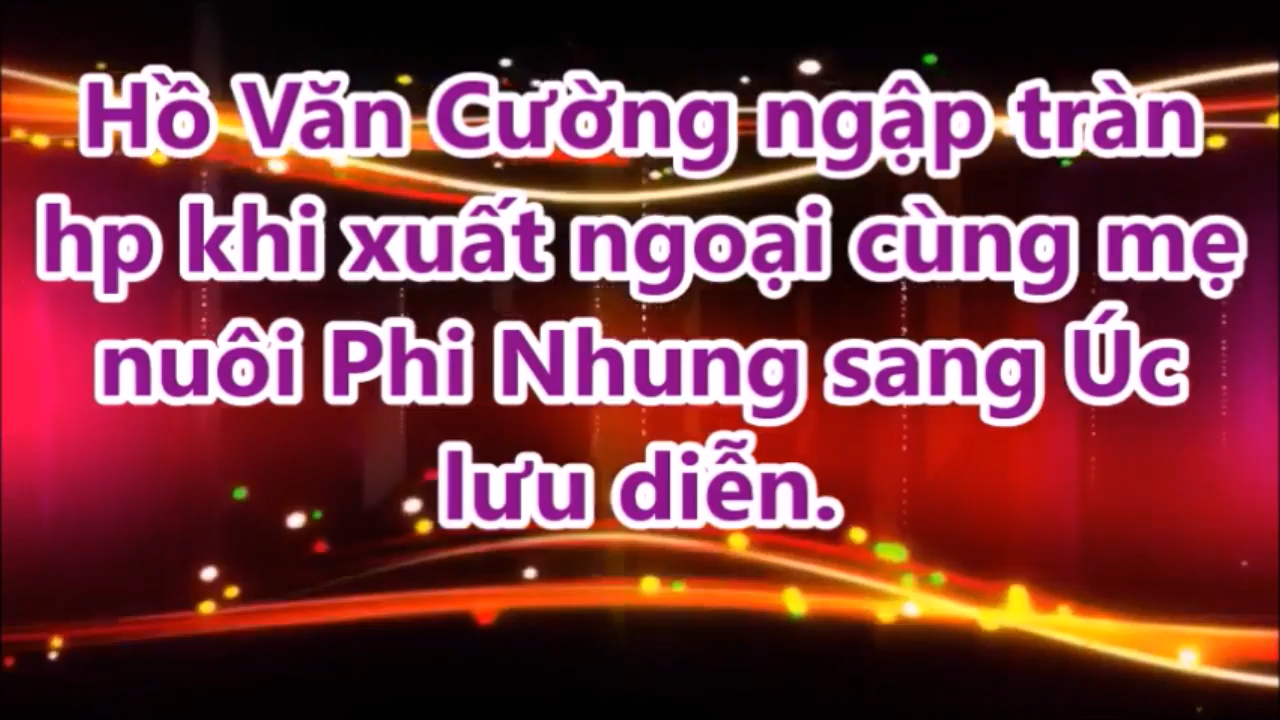 Hồ Văn Cường ngập tràn
hp khi xuất ngoại cùng mẹ
nuôi Phi Nhung sang Úc
lưu diễn.